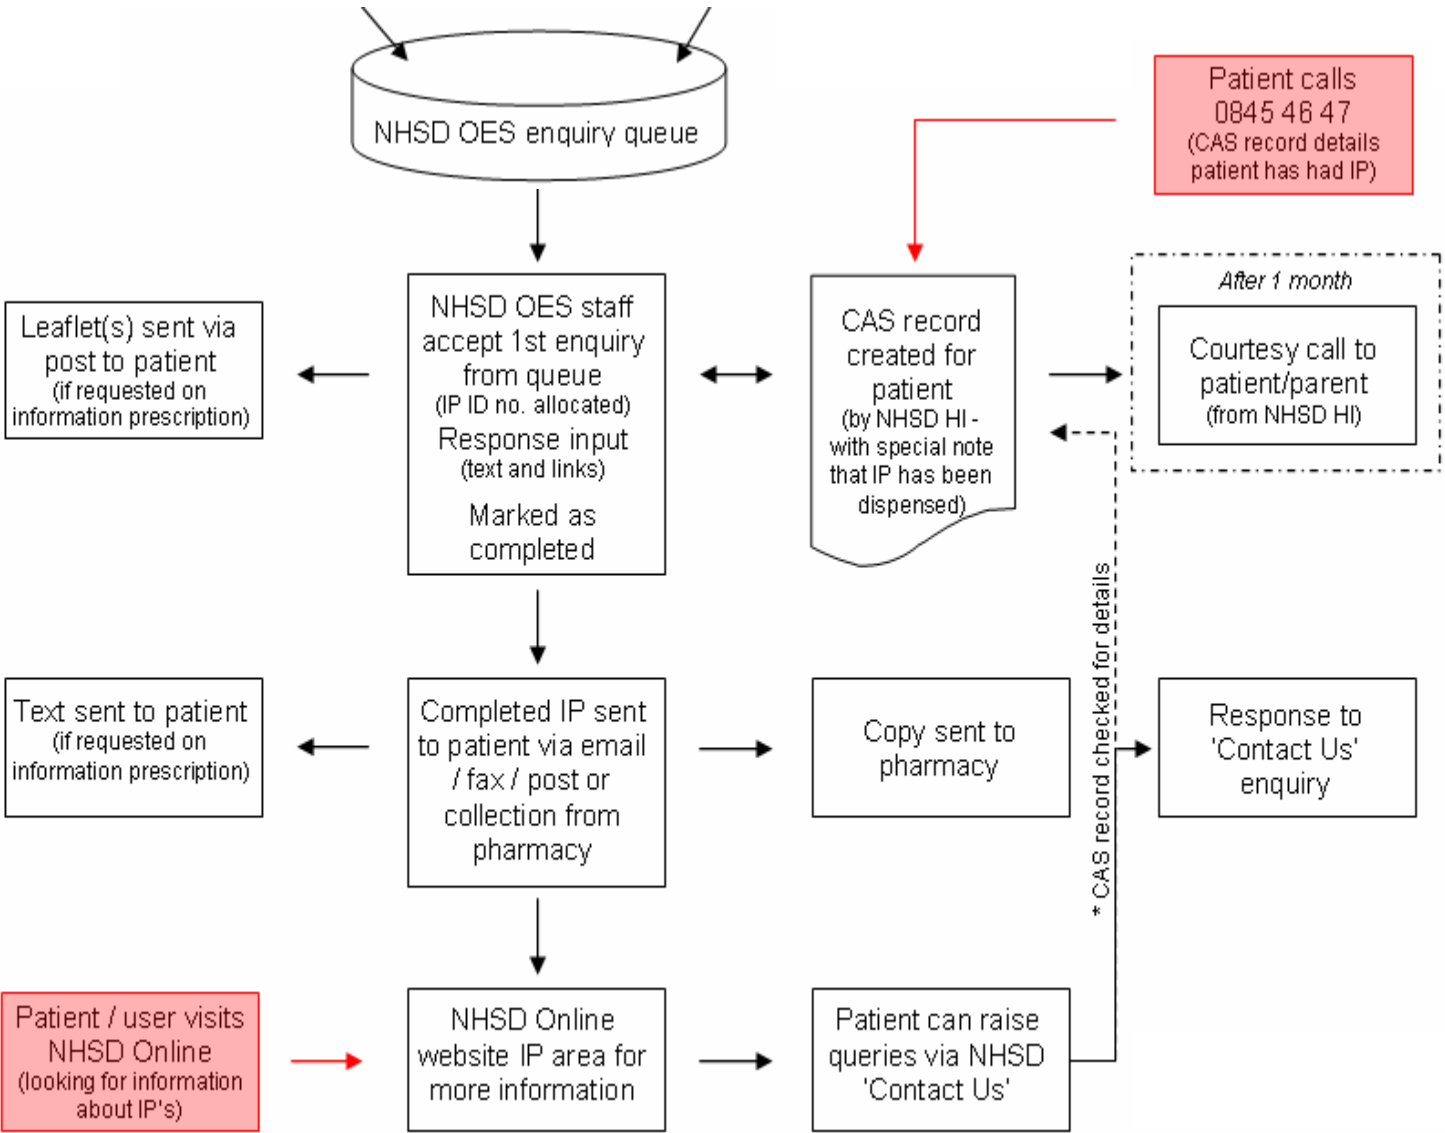 NHSD OES enquiry queue
Patient calls
0845 46 47
(CAS record details
patient has had IP)
Leaflet(s) sent via
post to patient
(if requested on
information prescription)
NHSD OES staff
accept 1st enquiry
from queue
(IP ID no. allocated)
Response input
(text and links)
Marked as
completed
CAS record
created for
patient
(by NHSD HI -
with special note
that IP has been
dispensed)
After 1 month
Courtesy call to
patient/parent
(from NHSD HI)
Text sent to patient
(if requested on
information prescription)
Completed IP sent
to patient via email
/ fax / post or
collection from
pharmacy
Copy sent to
pharmacy
* CAS record checked for details
Response to
'Contact Us'
enquiry
Patient / user visits
NHSD Online
(looking for information
about IP's)
NHSD Online
website IP area for
more information
Patient can raise
queries via NHSD
'Contact Us'